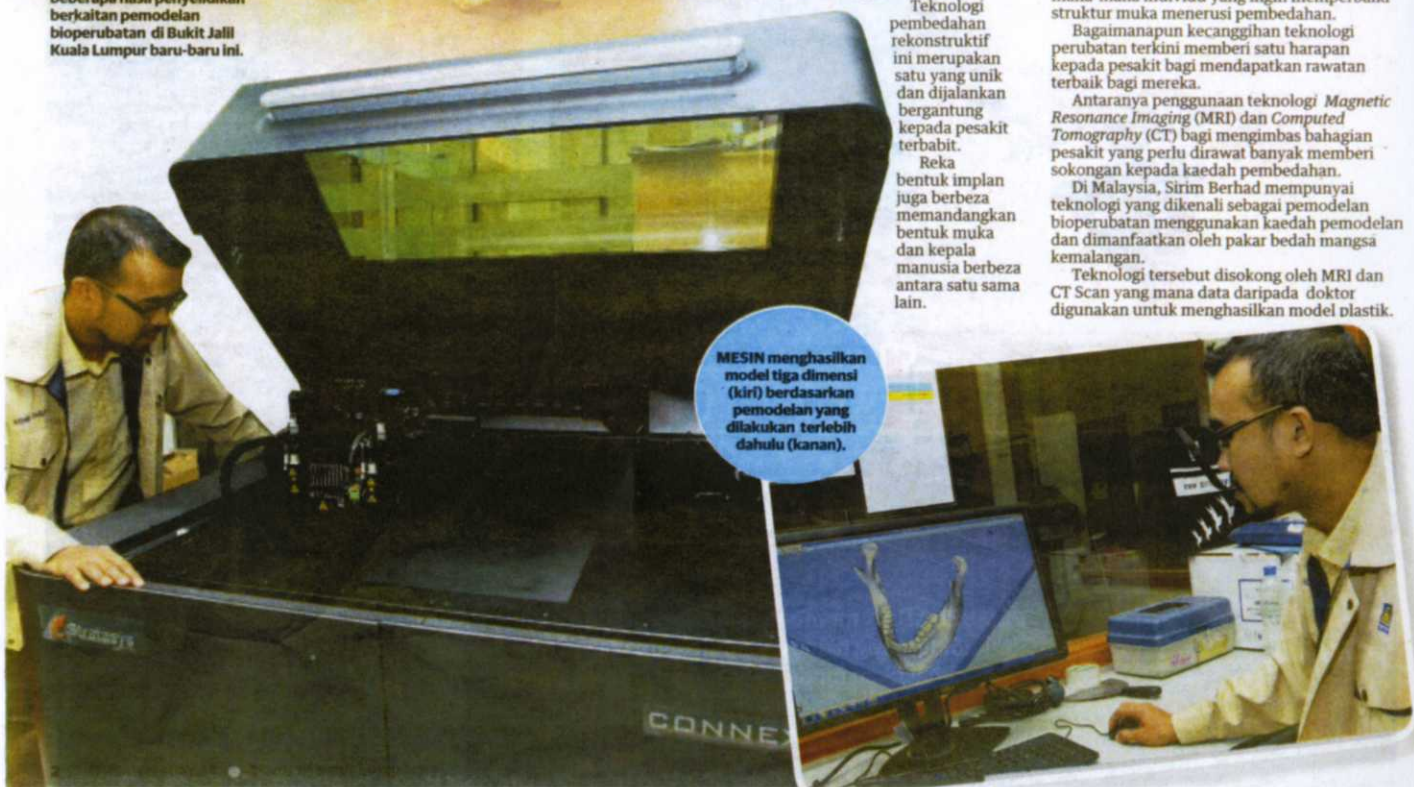 beberapa hasil penyelidikan
berkaitan pemodelan
bioperubatan di Bukit Jalil
Kuala Lumpur baru-baru ini.
Teknologi
pembedahan
rekonstruktif
ini merupakan
satu yang unik
dan dijalankan
bergantung
kepada pesakit
terbabit.
Reka
bentuk implan
juga berbeza
memandangkan
bentuk muka
dan kepala
manusia berbeza
antara satu sama
lain.
struktur muka menerusi pembedahan.
Bagaimanapun kecanggihan teknologi
perubatan terkini memberi satu harapan
kepada pesakit bagi mendapatkan rawatan
terbaik bagi mereka.
Antaranya penggunaan teknologi Magnetic
Resonance Imaging (MRI) dan Computed
Tomography (CT) bagi mengimbas bahagian
pesakit yang perlu dirawat banyak memberi
sokongan kepada kaedah pembedahan.
Di Malaysia, Sirim Berhad mempunyai
teknologi yang dikenali sebagai pemodelan
bioperubatan menggunakan kaedah pemodelan
dan dimanfaatkan oleh pakar bedah mangsa
kemalangan.
Teknologi tersebut disokong oleh MRI dan
CT Scan yang mana data daripada doktor
digunakan untuk menghasilkan model plastik.
MESIN menghasilkan
model tiga dimensi
(kiri) berdasarkan
pemodelan yang
dilakukan terlebih
dahulu (kanan).
Stratasys
CONNEX